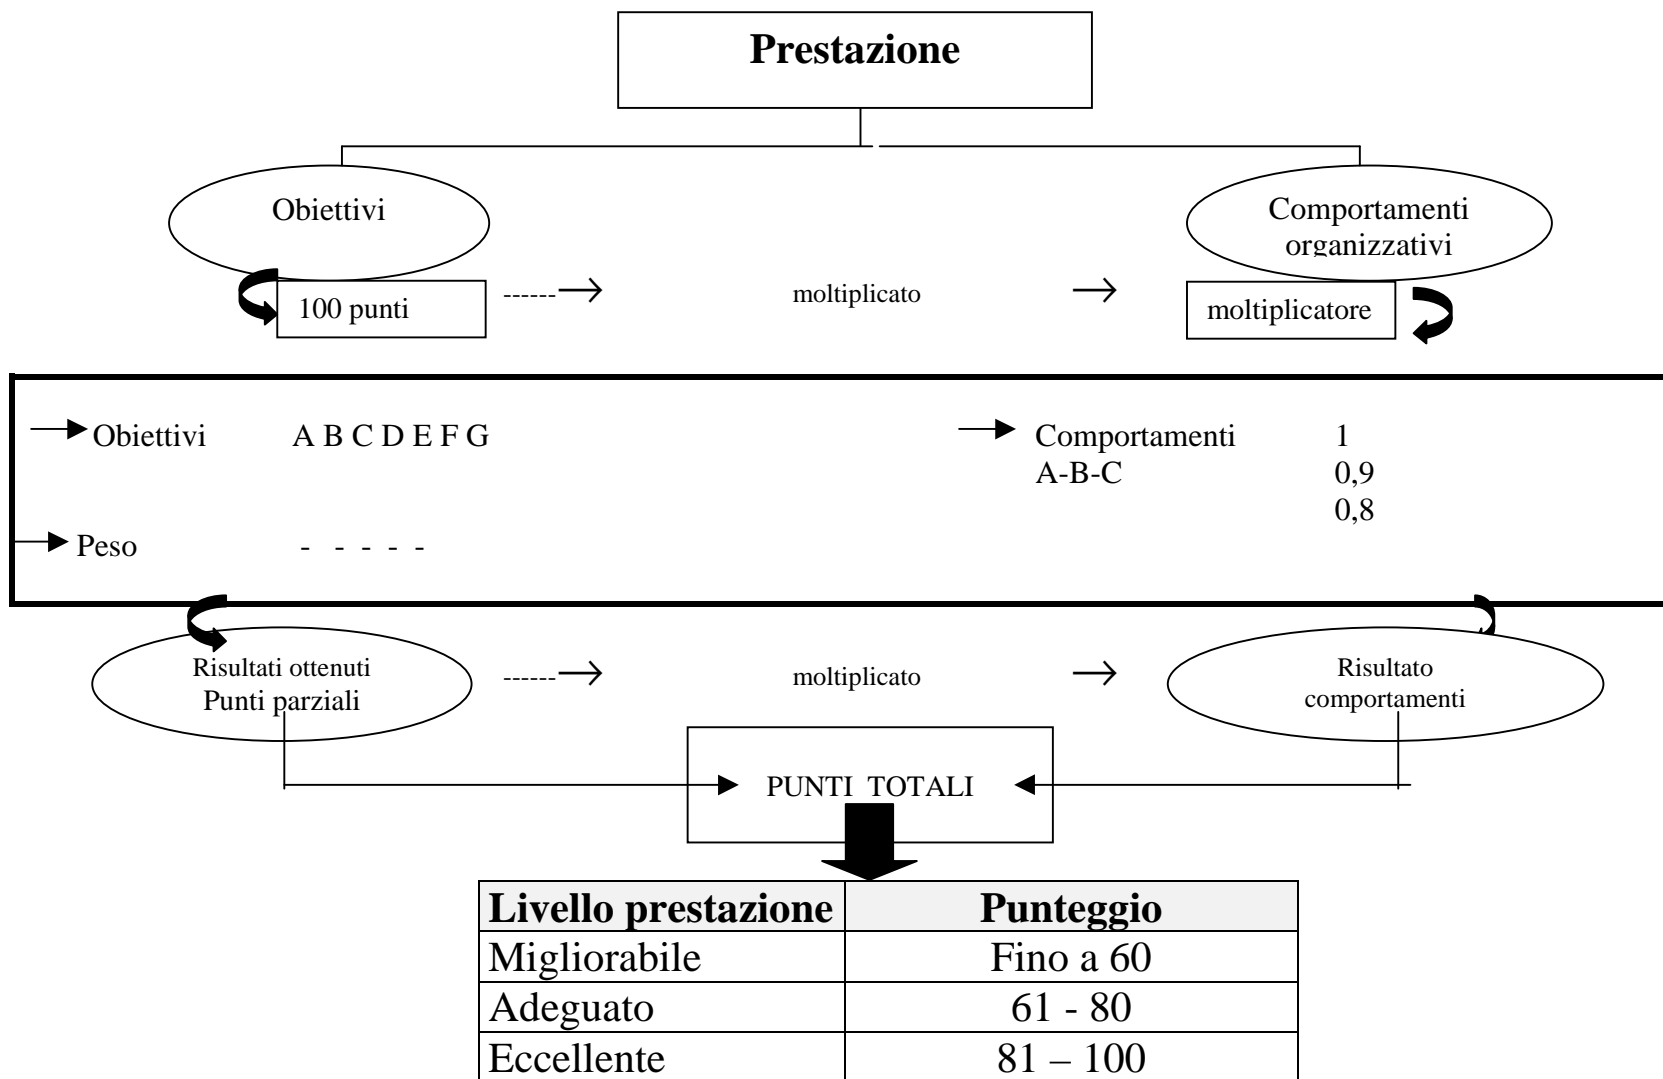 Prestazione
Obiettivi
Comportamenti
organizzativi
100 punti
------→ moltiplicato →
moltiplicatore
Obiettivi A B C D E F G
Comportamenti 1
A-B-C 0,9
0,8
Peso - - - - -
Risultati ottenuti
Punti parziali
------→ moltiplicato →
Risultato
comportamenti
PUNTI TOTALI
Livello prestazione Punteggio
Migliorabile Fino a 60
Adeguato 61 - 80
Eccellente 81 – 100